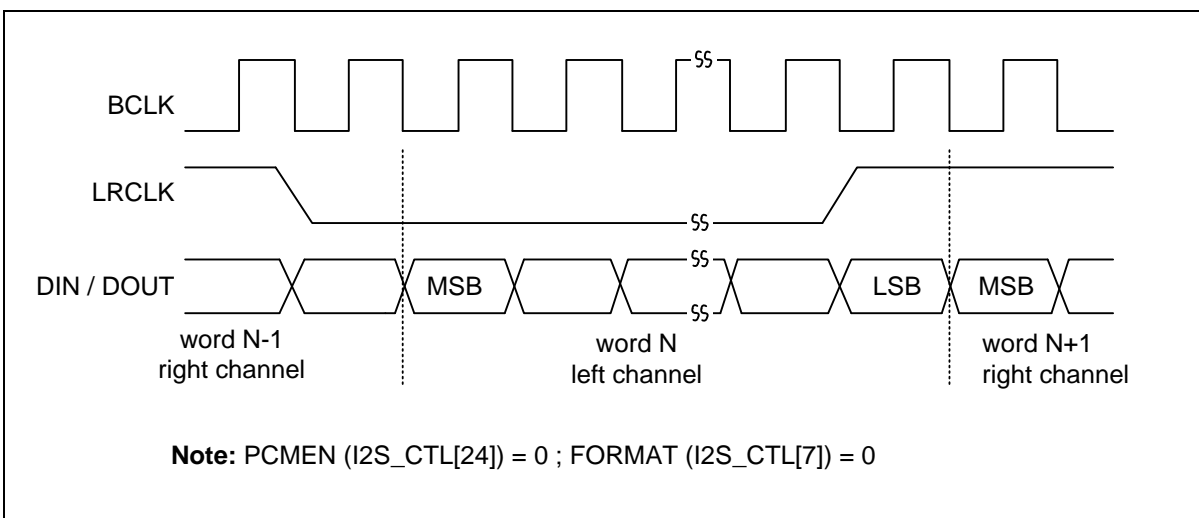 BCLK
LRCLK
DIN / DOUT
MSB
LSB
MSB
word N-1
right channel
word N
left channel
word N+1
right channel
Note: PCMEN (I2S_CTL[24]) = 0 ; FORMAT (I2S_CTL[7]) = 0